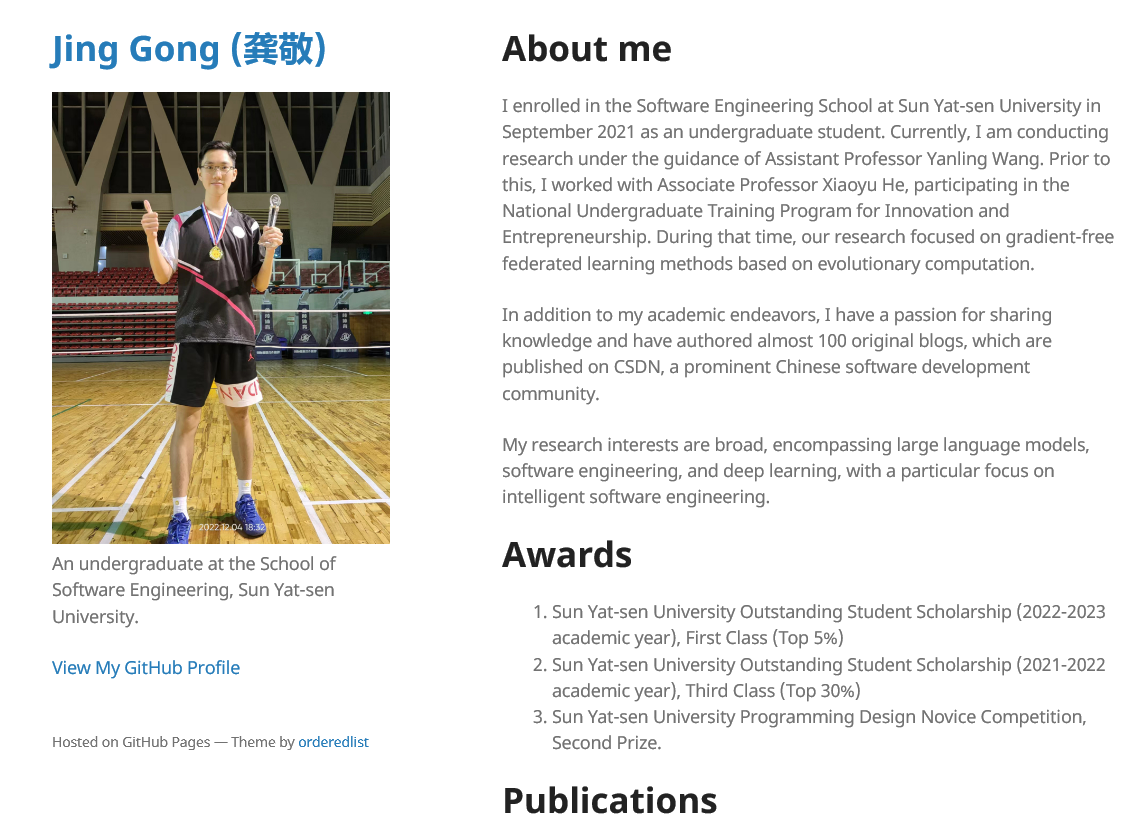 Jing Gong (龚敬)
2022.12.04 18:32
An undergraduate at the School of
Software Engineering, Sun Yat-sen
University.
View My GitHub Profile
Hosted on GitHub Pages — Theme by orderedlist
About me
I enrolled in the Software Engineering School at Sun Yat-sen University in
September 2021 as an undergraduate student. Currently, I am conducting
research under the guidance of Assistant Professor Yanling Wang. Prior to
this, I worked with Associate Professor Xiaoyu He, participating in the
National Undergraduate Training Program for Innovation and
Entrepreneurship. During that time, our research focused on gradient-free
federated learning methods based on evolutionary computation.
In addition to my academic endeavors, I have a passion for sharing
knowledge and have authored almost 100 original blogs, which are
published on CSDN, a prominent Chinese software development
community.
My research interests are broad, encompassing large language models,
software engineering, and deep learning, with a particular focus on
intelligent software engineering.
Awards
1. Sun Yat-sen University Outstanding Student Scholarship (2022-2023
academic year), First Class (Top 5%)
2. Sun Yat-sen University Outstanding Student Scholarship (2021-2022
academic year), Third Class (Top 30%)
3. Sun Yat-sen University Programming Design Novice Competition,
Second Prize.
Publications